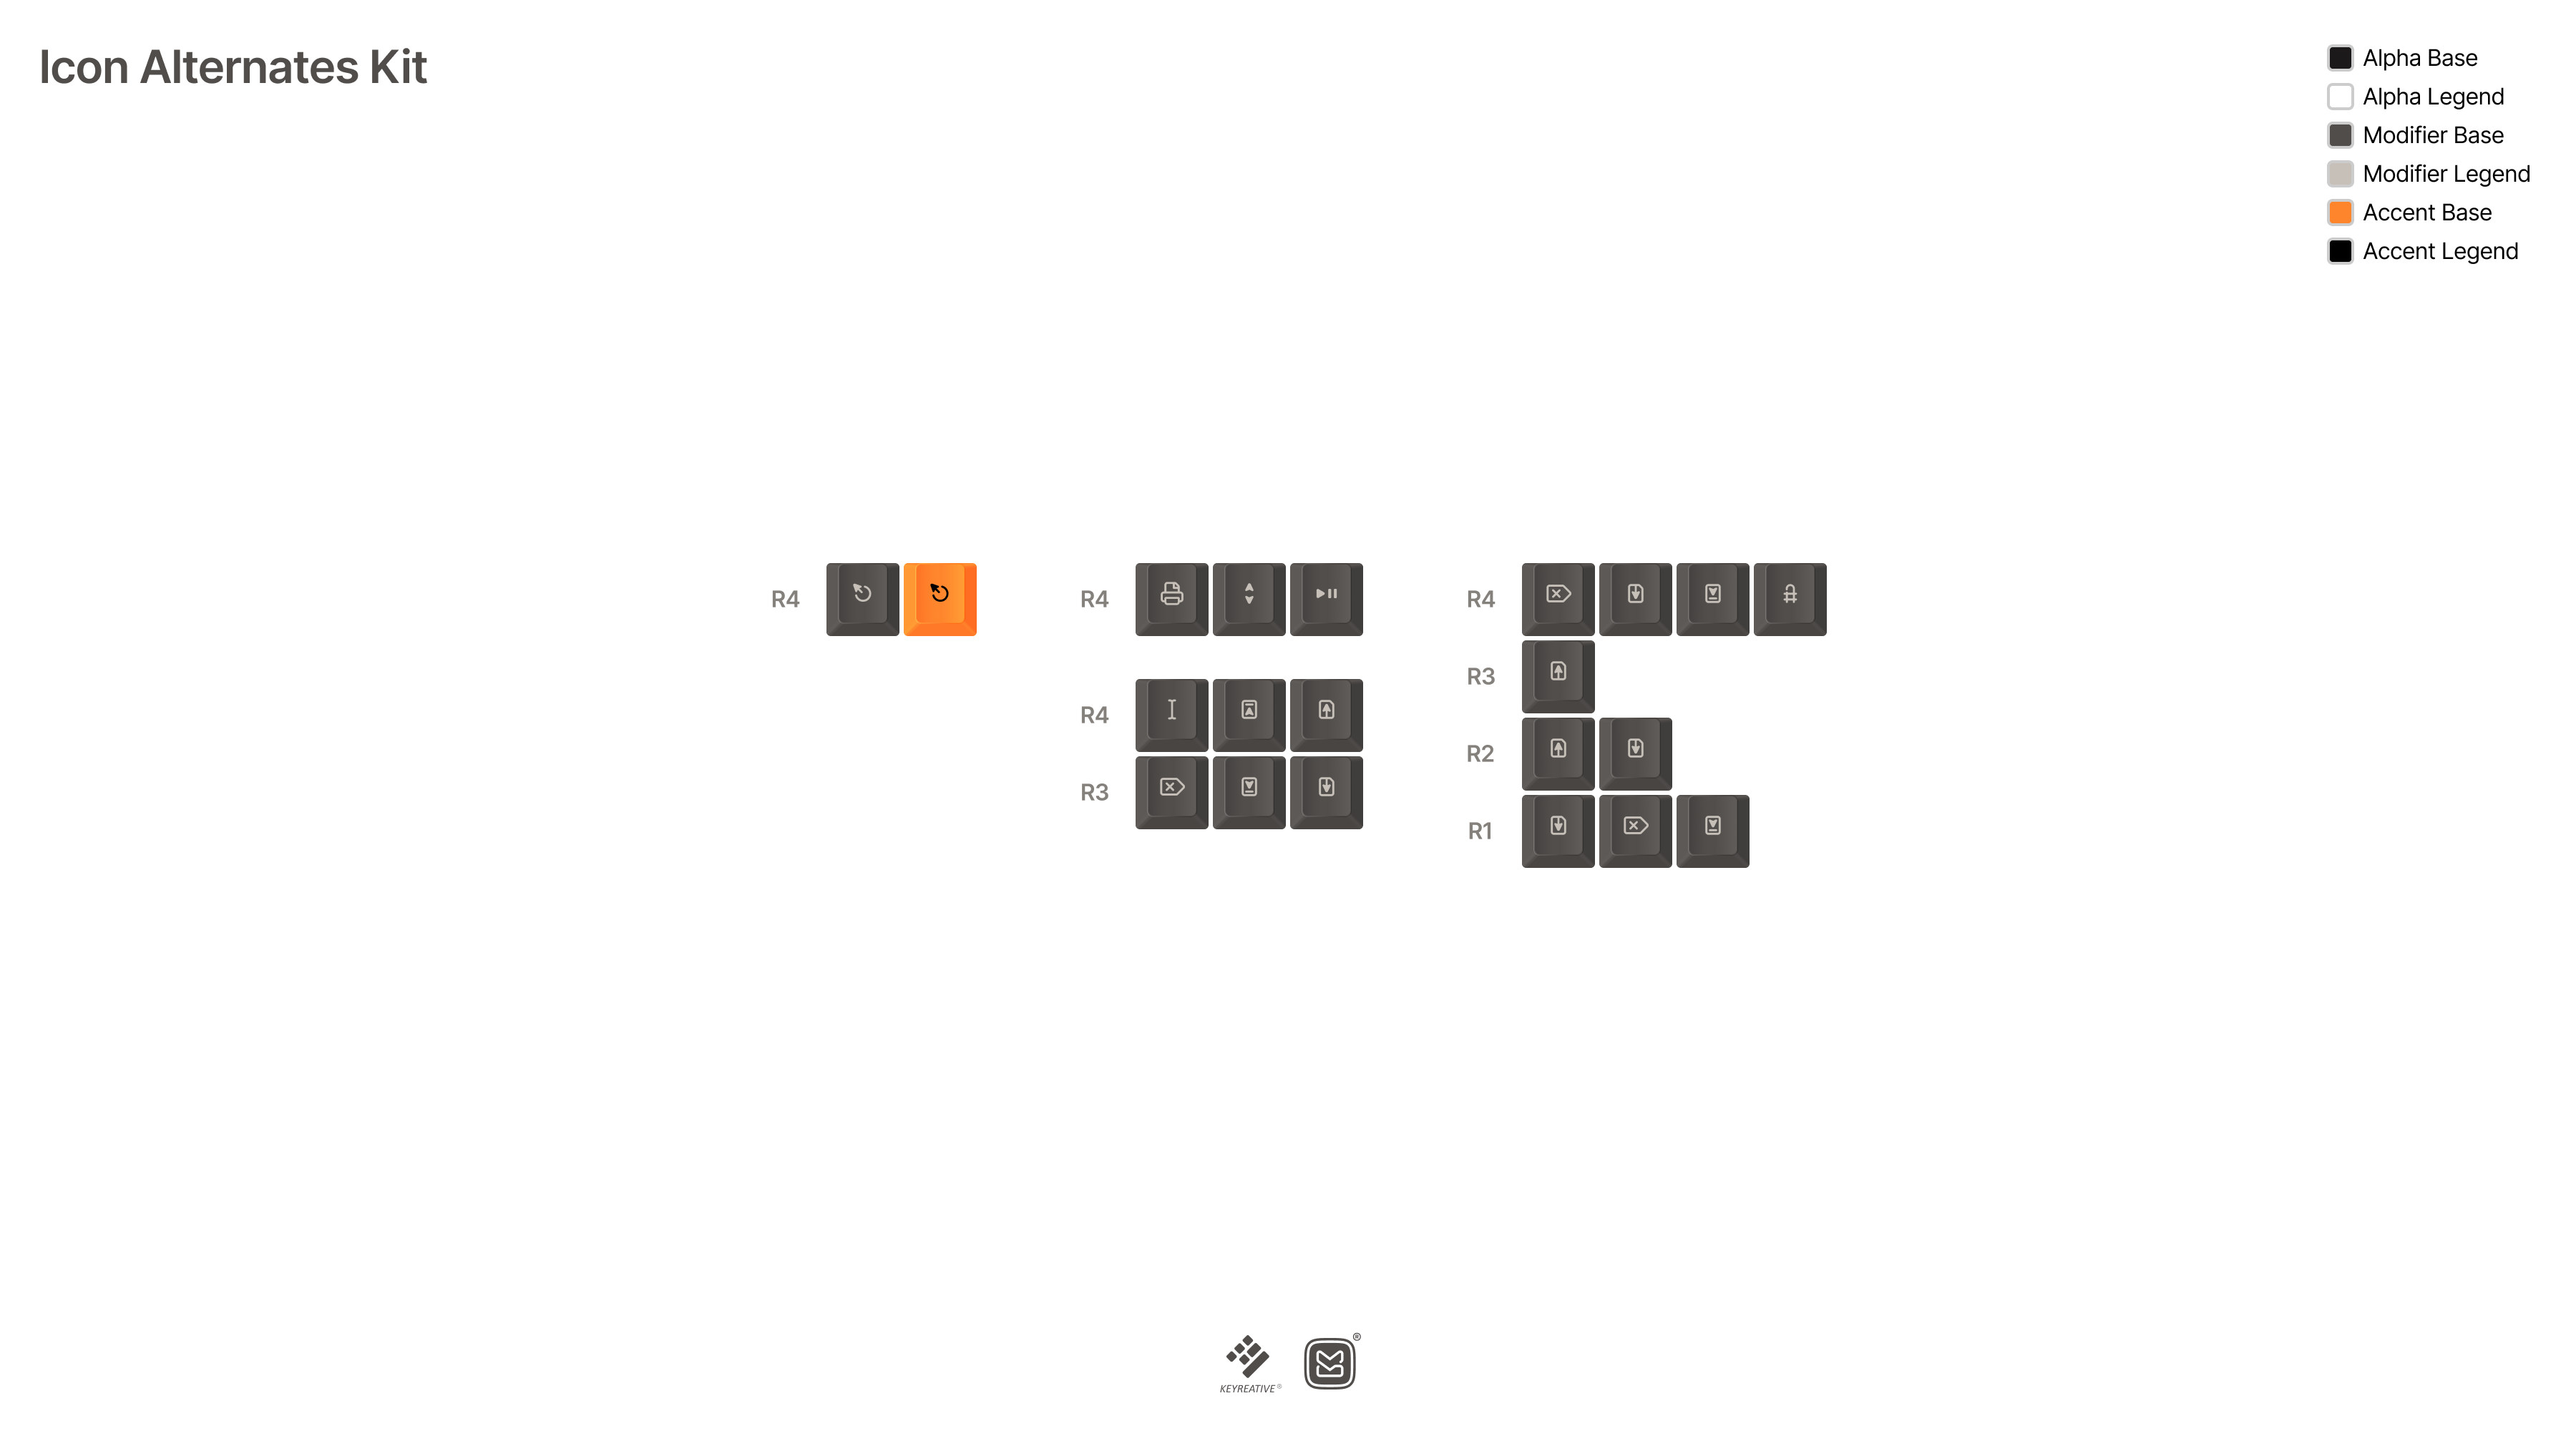 Icon Alternates Kit
Alpha Base
Alpha Legend
Modifier Base
Modifier Legend
Accent Base
Accent Legend
R4
R4
R4
R3
R4
R3
R2
R1
KEYREATIVE®
®